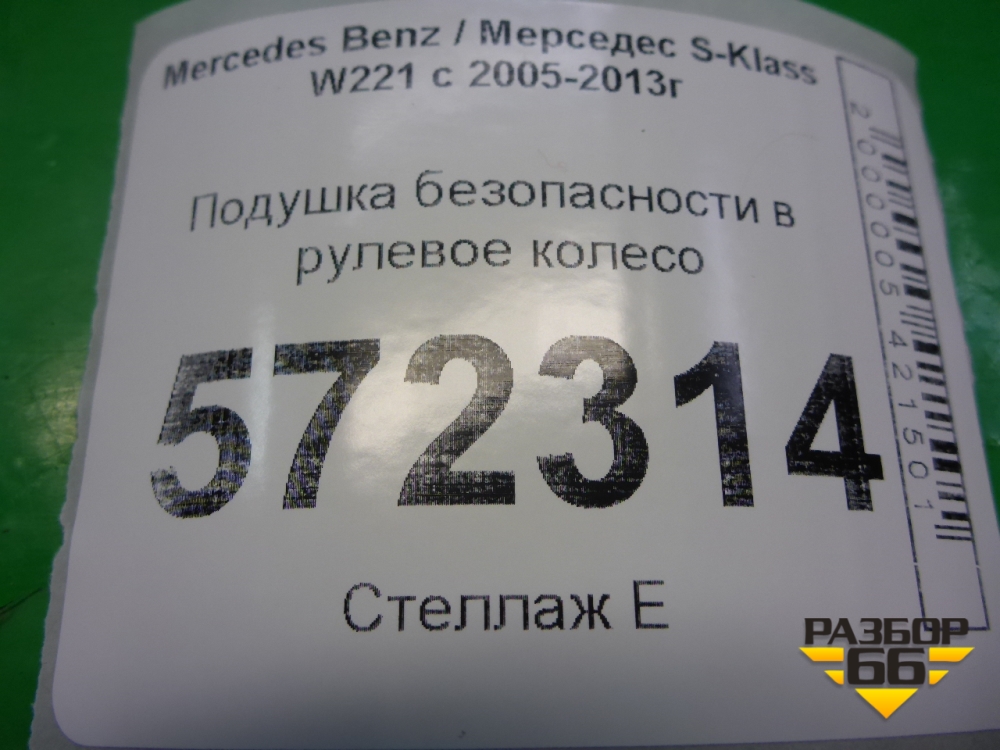 Mercedes Benz / Мерседес S-Klass
W221 с 2005-2013г
Подушка безопасности в
рулевое колесо
572314
Стеллаж Е
2000005421501
РАЗБОР
66